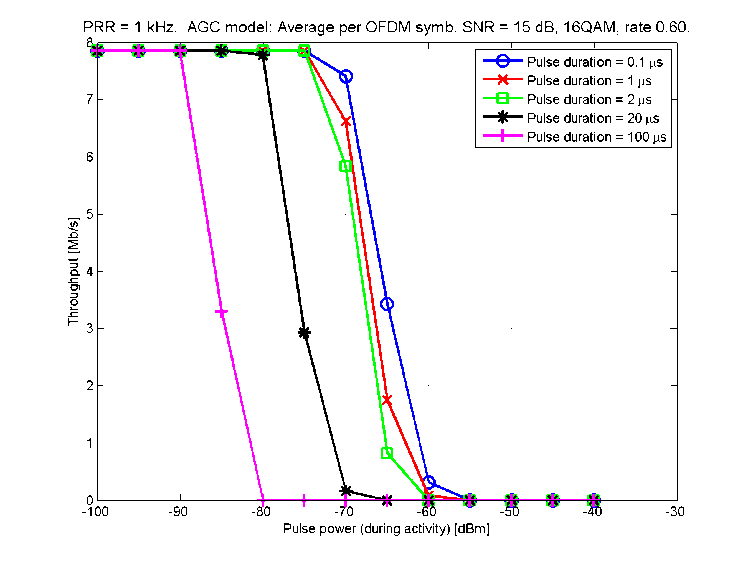 PRR = 1 kHz. AGC model: Average per OFDM symb. SNR = 15 dB, 16QAM, rate 0.60.
8
7
6
5
4
3
2
1
0
Throughput [Mb/s]
Pulse duration = 0.1 μs
Pulse duration = 1 μs
Pulse duration = 2 μs
Pulse duration = 20 μs
Pulse duration = 100 μs
-100 -90 -80 -70 -60 -50 -40 -30
Pulse power (during activity) [dBm]